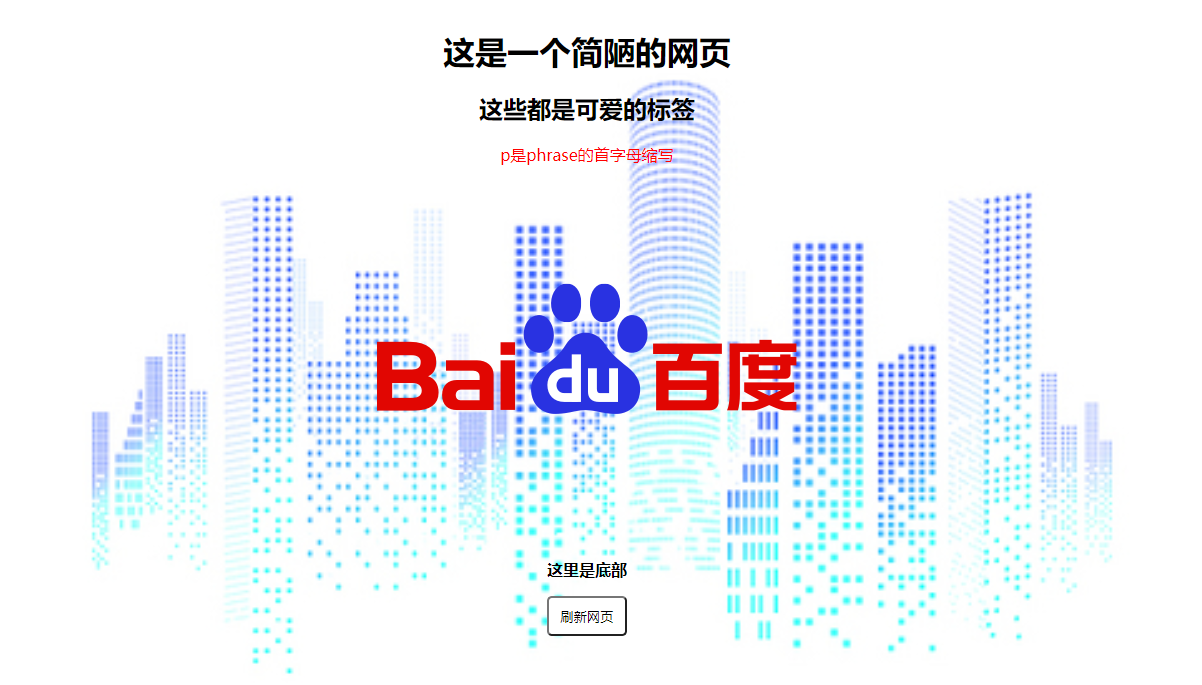 这是一个简陋的网页
这些都是可爱的标签
p是phrase的首字母缩写
Bai du 百度
这里是底部
刷新网页